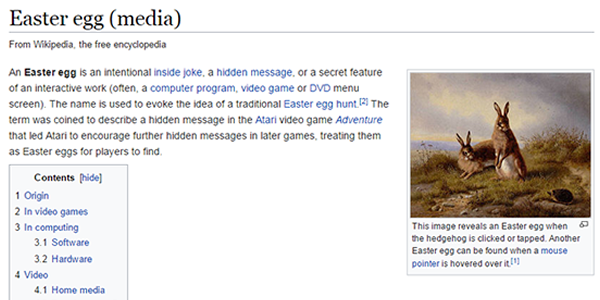 Easter egg (media)
From Wikipedia, the free encyclopedia
An Easter egg is an intentional inside joke, a hidden message, or a secret feature
of an interactive work (often, a computer program, video game or DVD menu
screen). The name is used to evoke the idea of a traditional Easter egg hunt.[2] The
term was coined to describe a hidden message in the Atari video game Adventure
that led Atari to encourage further hidden messages in later games, treating them
as Easter eggs for players to find.
Contents [hide]
1 Origin
2 In video games
3 In computing
3.1 Software
3.2 Hardware
4 Video
4.1 Home media
This image reveals an Easter egg when
the hedgehog is clicked or tapped. Another
Easter egg can be found when a mouse
pointer is hovered over it.[1]